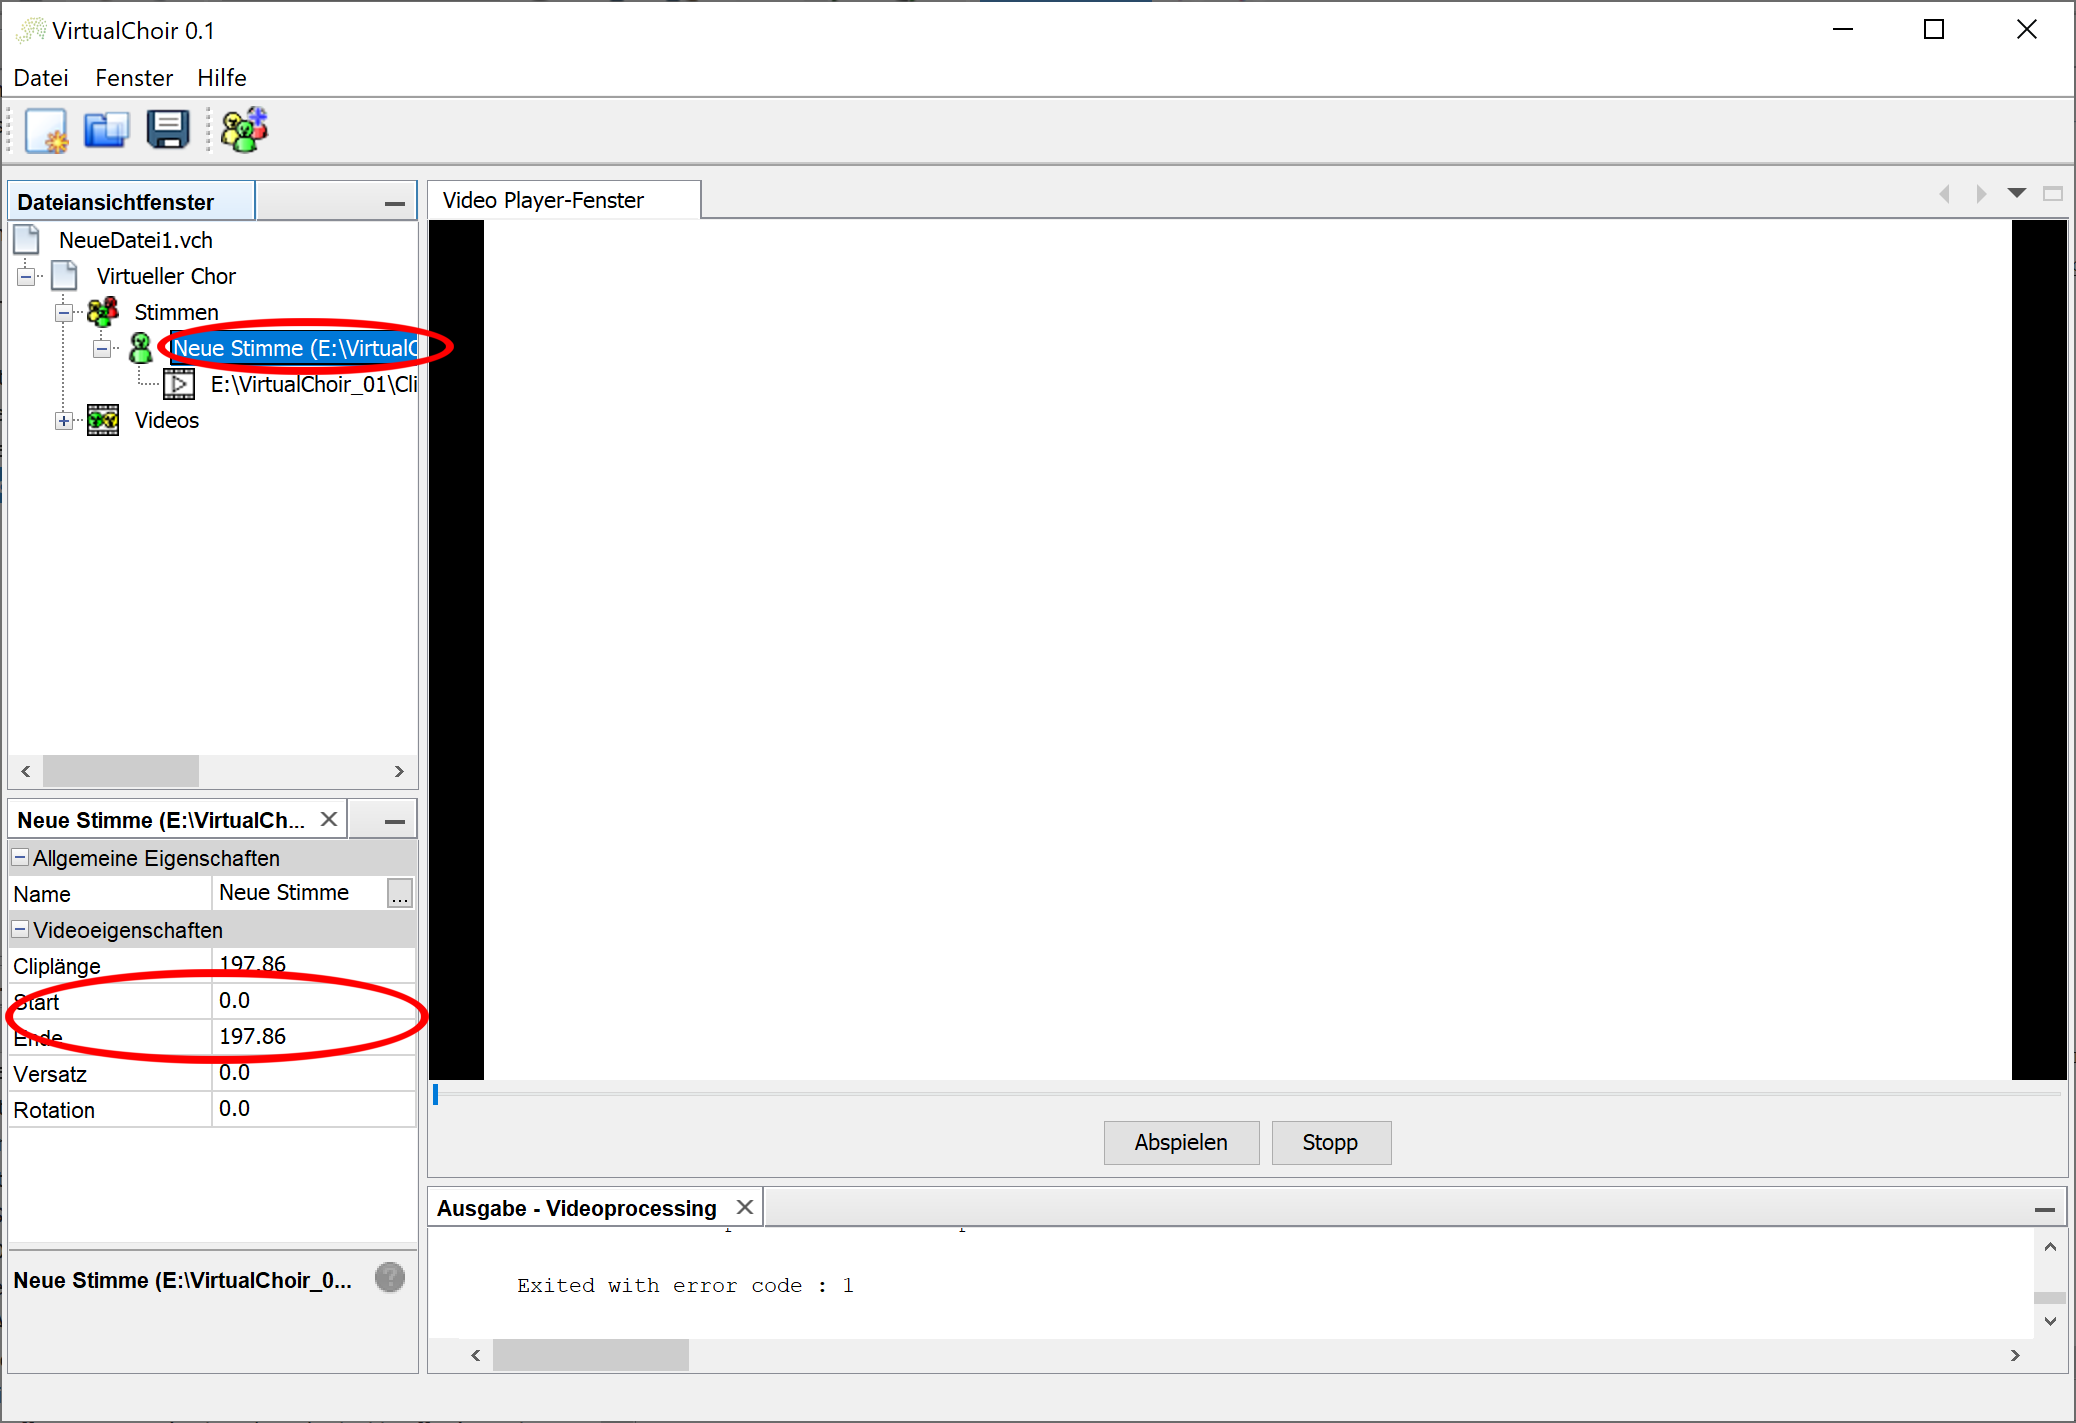 VirtualChoir 0.1
Datei Fenster Hilfe
Dateiansichtfenster
NeueDatei1.vch
Virtueller Chor
Stimmen
Neue Stimme (E:\VirtualC
E:\VirtualChoir_01\Cli
Videos
Neue Stimme (E:\VirtualCh...
Allgemeine Eigenschaften
Name Neue Stimme ...
Videoeigenschaften
Cliplänge 197.86
Start 0.0
Ende 197.86
Versatz 0.0
Rotation 0.0
Neue Stimme (E:\VirtualChoir_0... ?
Video Player-Fenster
Abspielen Stopp
Ausgabe - Videoprocessing
Exited with error code : 1